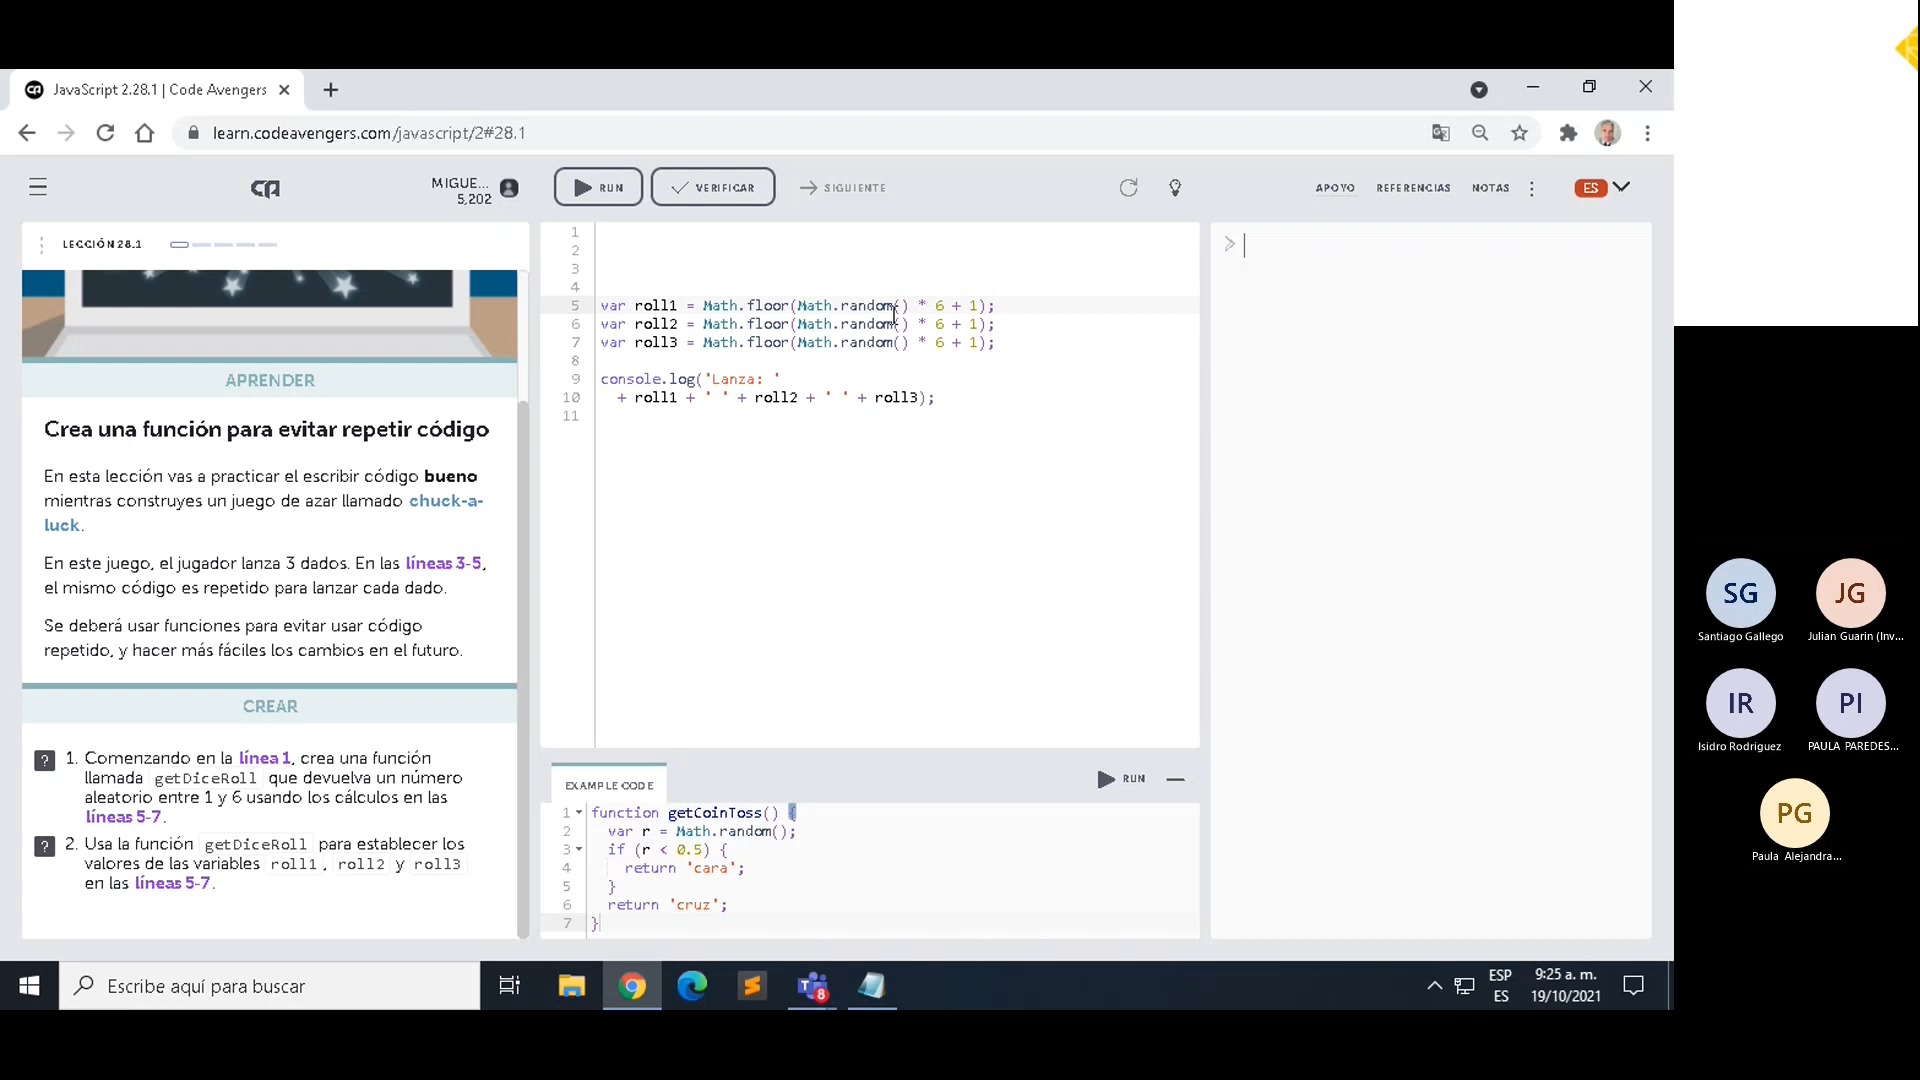 JavaScript 2.28.1 | Code Avengers
learn.codeavengers.com/javascript/2#28.1
MIGUE...
5,202
RUN
VERIFICAR
SIGUIENTE
APOYO
REFERENCIAS
NOTAS
ES
LECCIÓN 28.1
APRENDER
Crea una función para evitar repetir código
En esta lección vas a practicar el escribir código bueno
mientras construyes un juego de azar llamado chuck-a-
luck.
En este juego, el jugador lanza 3 dados. En las líneas 3-5,
el mismo código es repetido para lanzar cada dado.
Se deberá usar funciones para evitar usar código
repetido, y hacer más fáciles los cambios en el futuro.
CREAR
? 1. Comenzando en la línea 1, crea una función
llamada getDiceRoll que devuelva un número
aleatorio entre 1 y 6 usando los cálculos en las
líneas 5-7.
? 2. Usa la función getDiceRoll para establecer los
valores de las variables roll1, roll2 y roll3
en las líneas 5-7.
1
2
3
4
5 var roll1 = Math.floor(Math.random() * 6 + 1);
6 var roll2 = Math.floor(Math.random() * 6 + 1);
7 var roll3 = Math.floor(Math.random() * 6 + 1);
8
9 console.log('Lanza: '
10 + roll1 + ' ' + roll2 + ' ' + roll3);
11
>
EXAMPLE CODE
RUN
1 function getCoinToss() {
2 var r = Math.random();
3 if (r < 0.5) {
4 return 'cara';
5 }
6 return 'cruz';
7 }
SG
Santiago Gallego
JG
Julian Guarin (Inv...
IR
Isidro Rodriguez
PI
PAULA PAREDES...
PG
Paula Alejandra...
Escribe aquí para buscar
8
ESP
ES
9:25 a. m.
19/10/2021